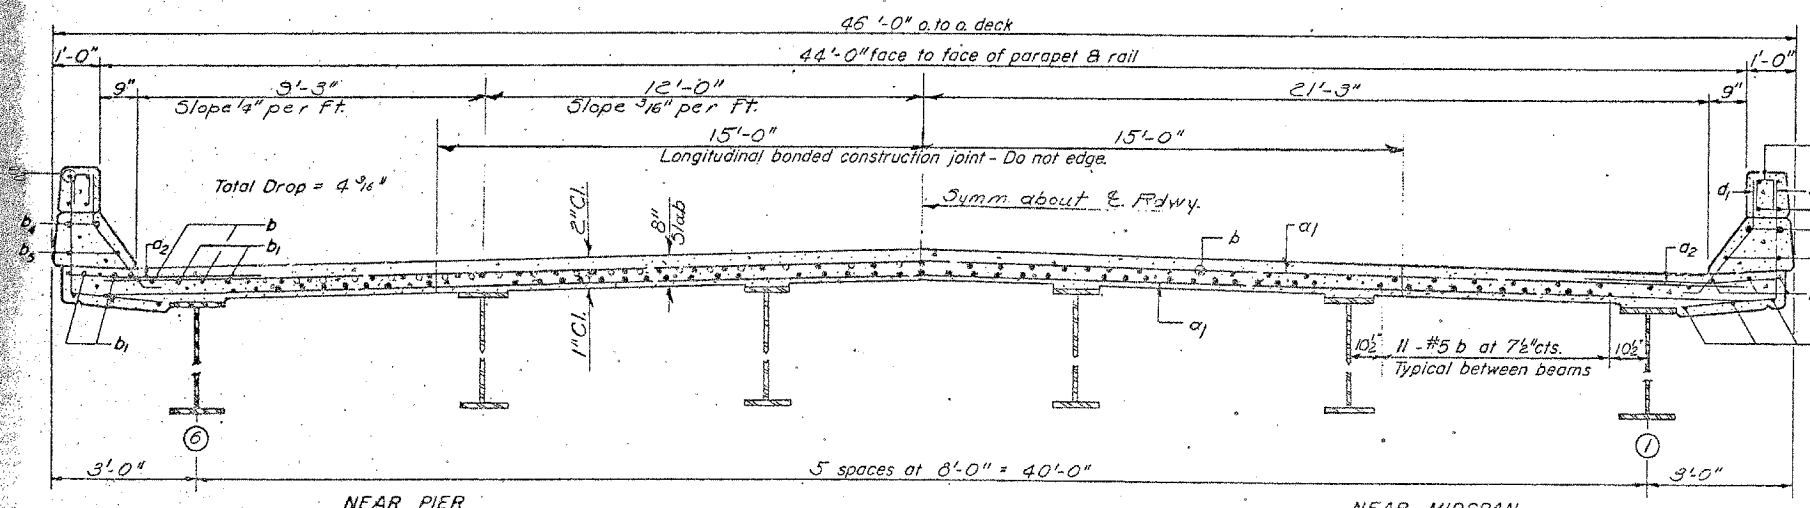 46'-0" o. to o. deck
1'-0"
44'-0" face to face of parapet & rail
1'-0"
9"
9'-3"
12'-0"
21'-3"
9"
Slope 1/4" per Ft.
Slope 3/16" per Ft.
15'-0"
15'-0"
Longitudinal bonded construction joint - Do not edge.
Total Drop = 4 3/16"
2"Cl.
8"
Slab
Symm. about ℄ Rdwy.
d1
b4
b5
a2
b
b1
b
a1
a2
b1
1"Cl.
a1
10½"
11 - #5 b at 7½"cts.
10½"
Typical between beams
6
1
3'-0"
5 spaces at 8'-0" = 40'-0"
3'-0"
NEAR PIER
NEAR MIDSPAN